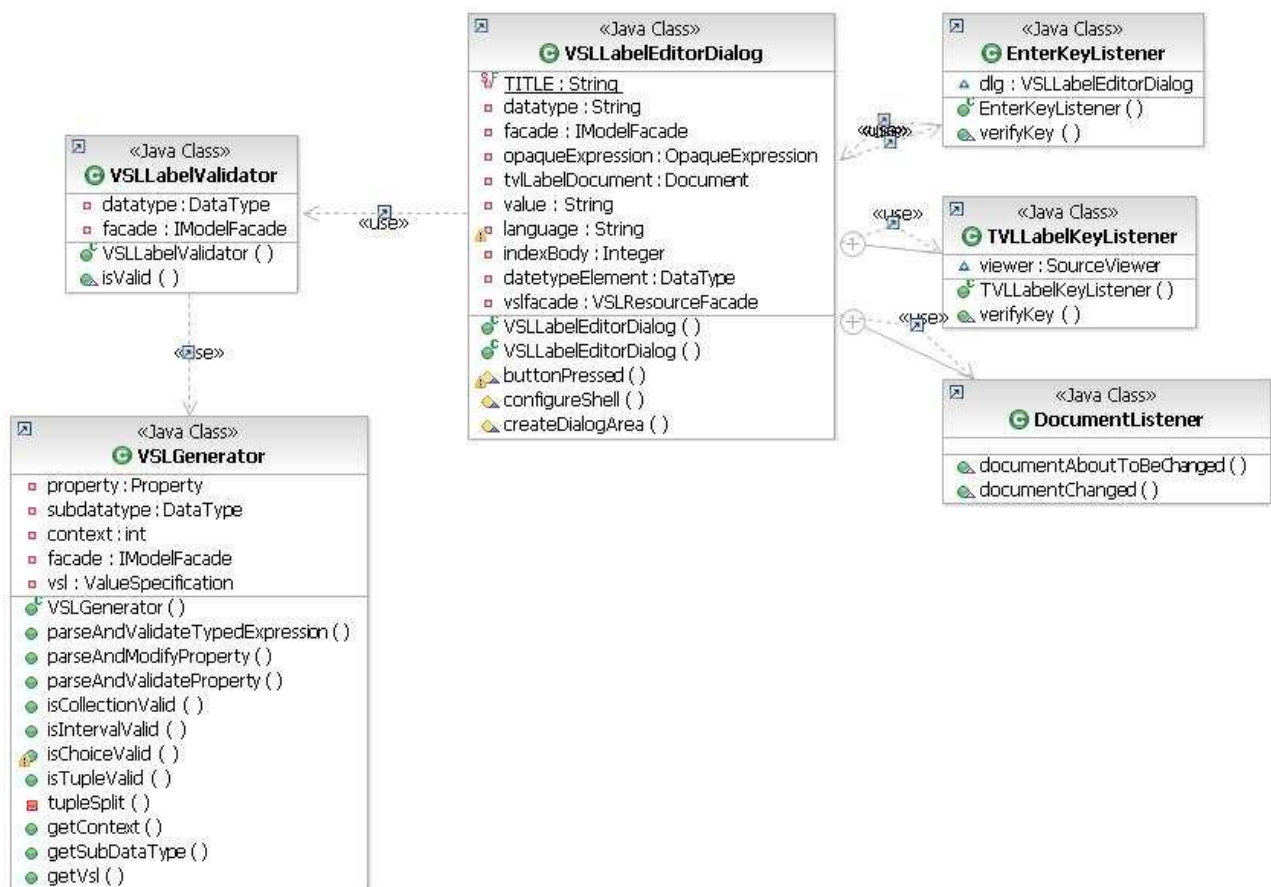 «Java Class»
VSLLabelEditorDialog
TITLE : String
datatype : String
facade : IModelFacade
opaqueExpression : OpaqueExpression
tvlLabelDocument : Document
value : String
language : String
indexBody : Integer
datetypeElement : DataType
vslfacade : VSLResourceFacade
VSLLabelEditorDialog ( )
VSLLabelEditorDialog ( )
buttonPressed ( )
configureShell ( )
createDialogArea ( )
«Java Class»
EnterKeyListener
dlg : VSLLabelEditorDialog
EnterKeyListener ( )
verifyKey ( )
«use»
«Java Class»
VSLLabelValidator
datatype : DataType
facade : IModelFacade
VSLLabelValidator ( )
isValid ( )
«use»
«use»
«Java Class»
TVLLabelKeyListener
viewer : SourceViewer
TVLLabelKeyListener ( )
verifyKey ( )
«use»
«Java Class»
DocumentListener
documentAboutToBeChanged ( )
documentChanged ( )
«use»
«Java Class»
VSLGenerator
property : Property
subdatatype : DataType
context : int
facade : IModelFacade
vsl : ValueSpecification
VSLGenerator ( )
parseAndValidateTypedExpression ( )
parseAndModifyProperty ( )
parseAndValidateProperty ( )
isCollectionValid ( )
isIntervalValid ( )
isChoiceValid ( )
isTupleValid ( )
tupleSplit ( )
getContext ( )
getSubDataType ( )
getVsl ( )